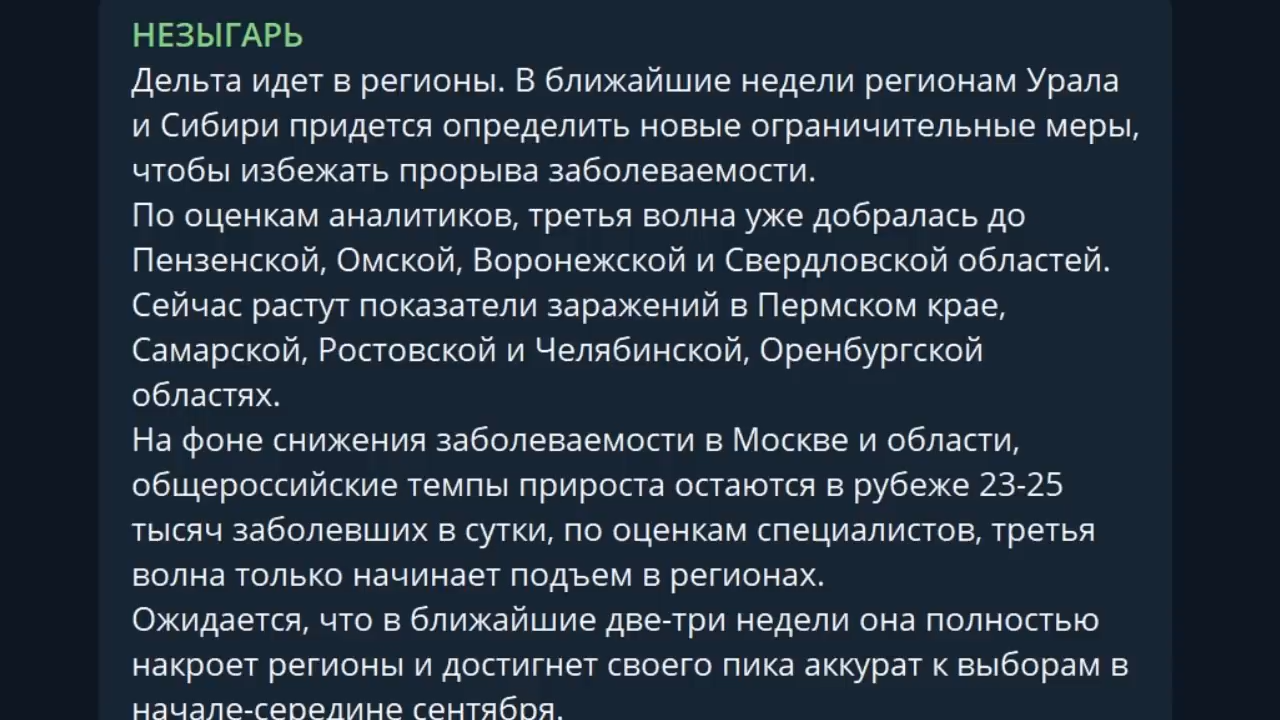 НЕЗЫГАРЬ
Дельта идет в регионы. В ближайшие недели регионам Урала
и Сибири придется определить новые ограничительные меры,
чтобы избежать прорыва заболеваемости.
По оценкам аналитиков, третья волна уже добралась до
Пензенской, Омской, Воронежской и Свердловской областей.
Сейчас растут показатели заражений в Пермском крае,
Самарской, Ростовской и Челябинской, Оренбургской
областях.
На фоне снижения заболеваемости в Москве и области,
общероссийские темпы прироста остаются в рубеже 23-25
тысяч заболевших в сутки, по оценкам специалистов, третья
волна только начинает подъем в регионах.
Ожидается, что в ближайшие две-три недели она полностью
накроет регионы и достигнет своего пика аккурат к выборам в
начале-середине сентября.